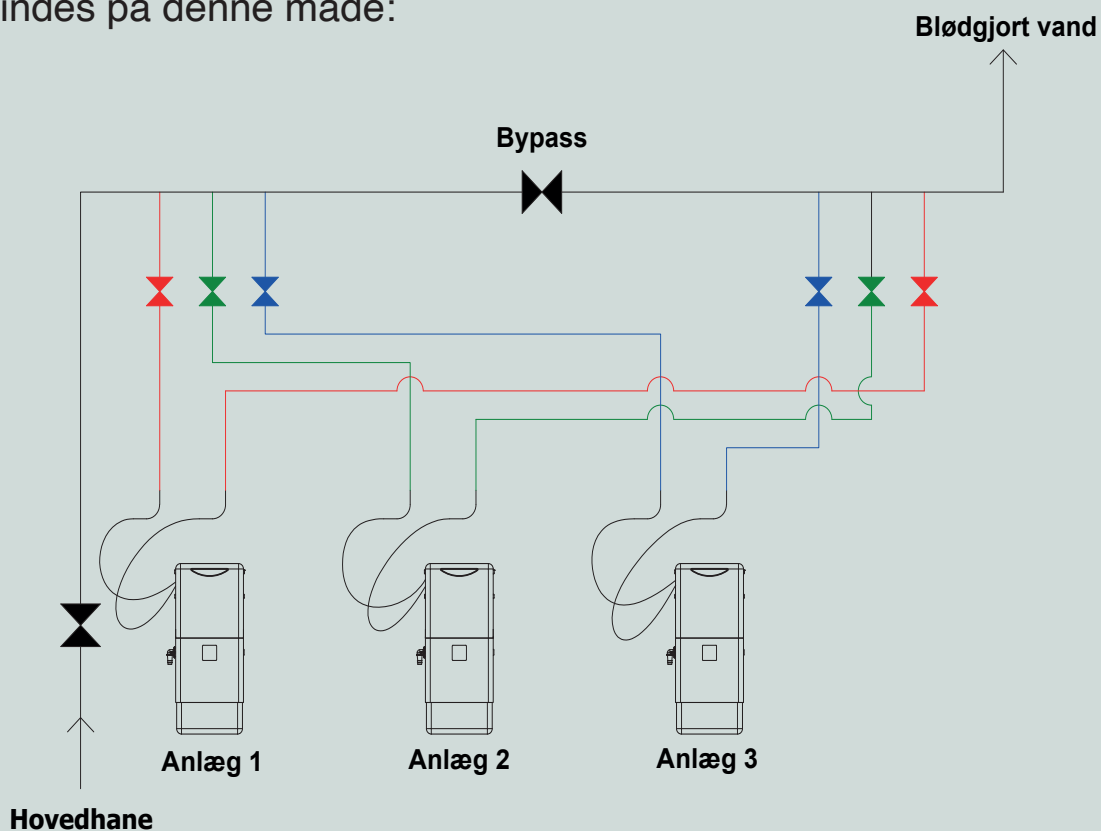 indes på denne måde:
Blødgjort vand
Bypass
Anlæg 1
Anlæg 2
Anlæg 3
Hovedhane